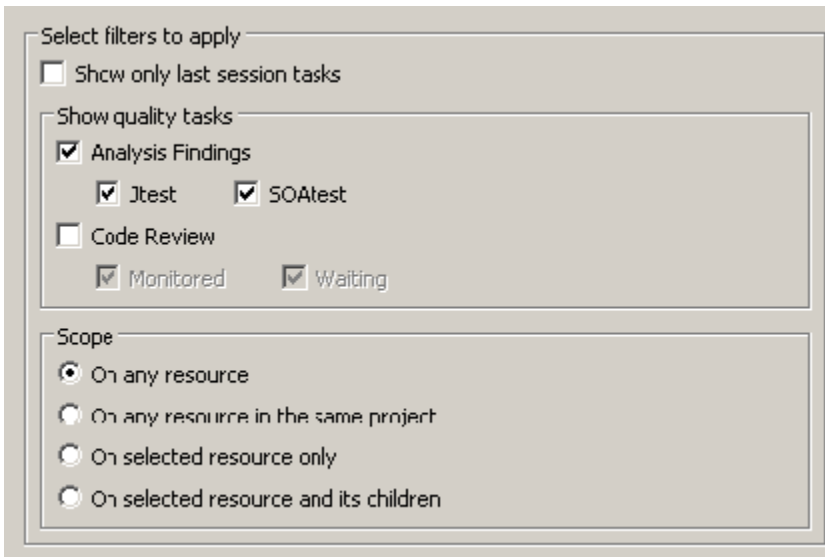 Select filters to apply
Show only last session tasks
Show quality tasks
Analysis Findings
Jtest SOAtest
Code Review
Monitored Waiting
Scope
On any resource
On any resource in the same project
On selected resource only
On selected resource and its children